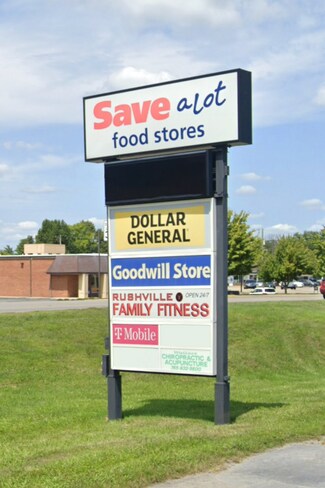 Save a lot
food stores
DOLLAR
GENERAL
Goodwill Store
RUSHVILLE OPEN 24/7
FAMILY FITNESS
T Mobile
CHIROPRACTIC &
ACUPUNCTURE